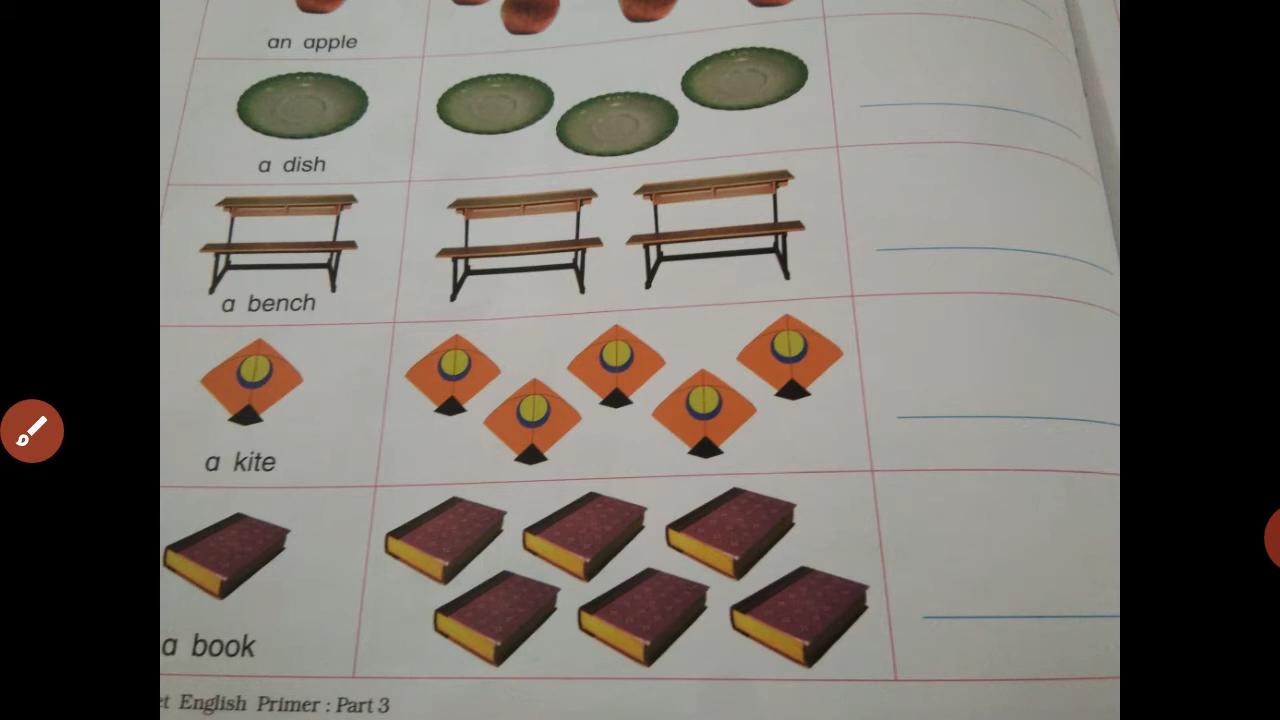 an apple
a dish
a bench
a kite
a book
English Primer : Part 3